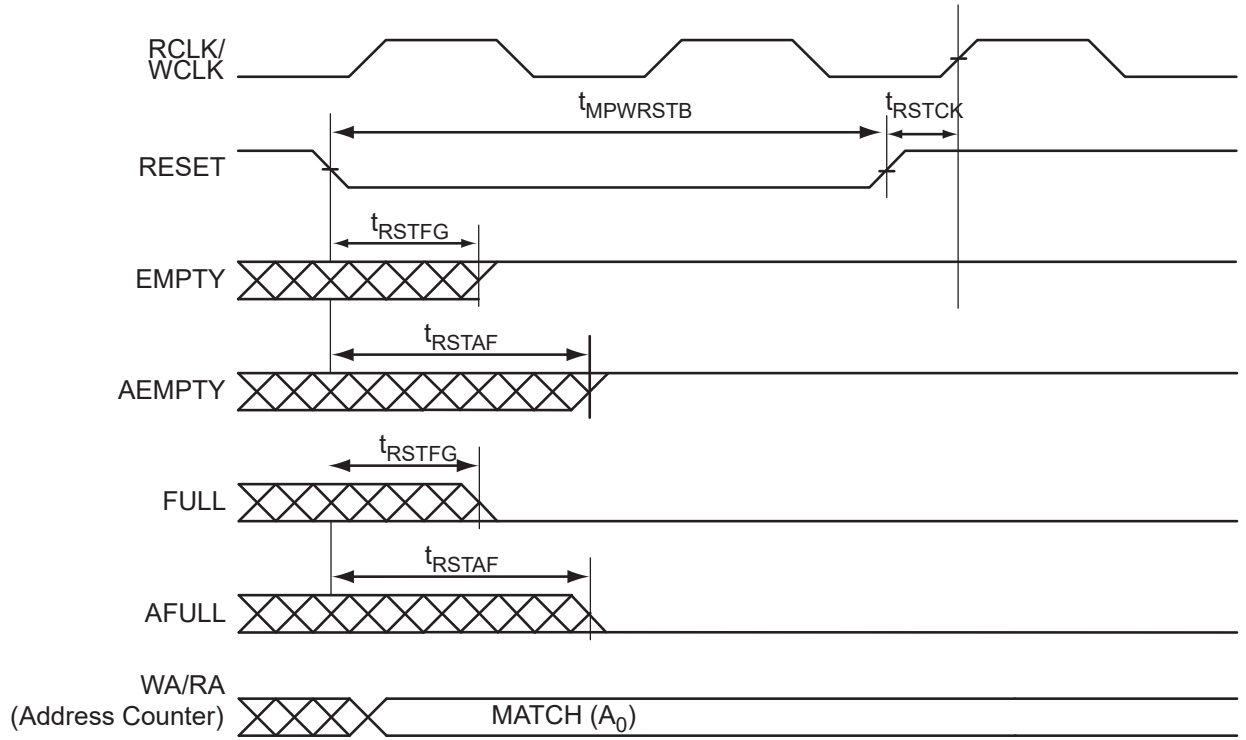 RCLK/
WCLK
tMPWRSTB
tRSTCK
RESET
tRSTFG
EMPTY
tRSTAF
AEMPTY
tRSTFG
FULL
tRSTAF
AFULL
WA/RA
(Address Counter)
MATCH (A0)